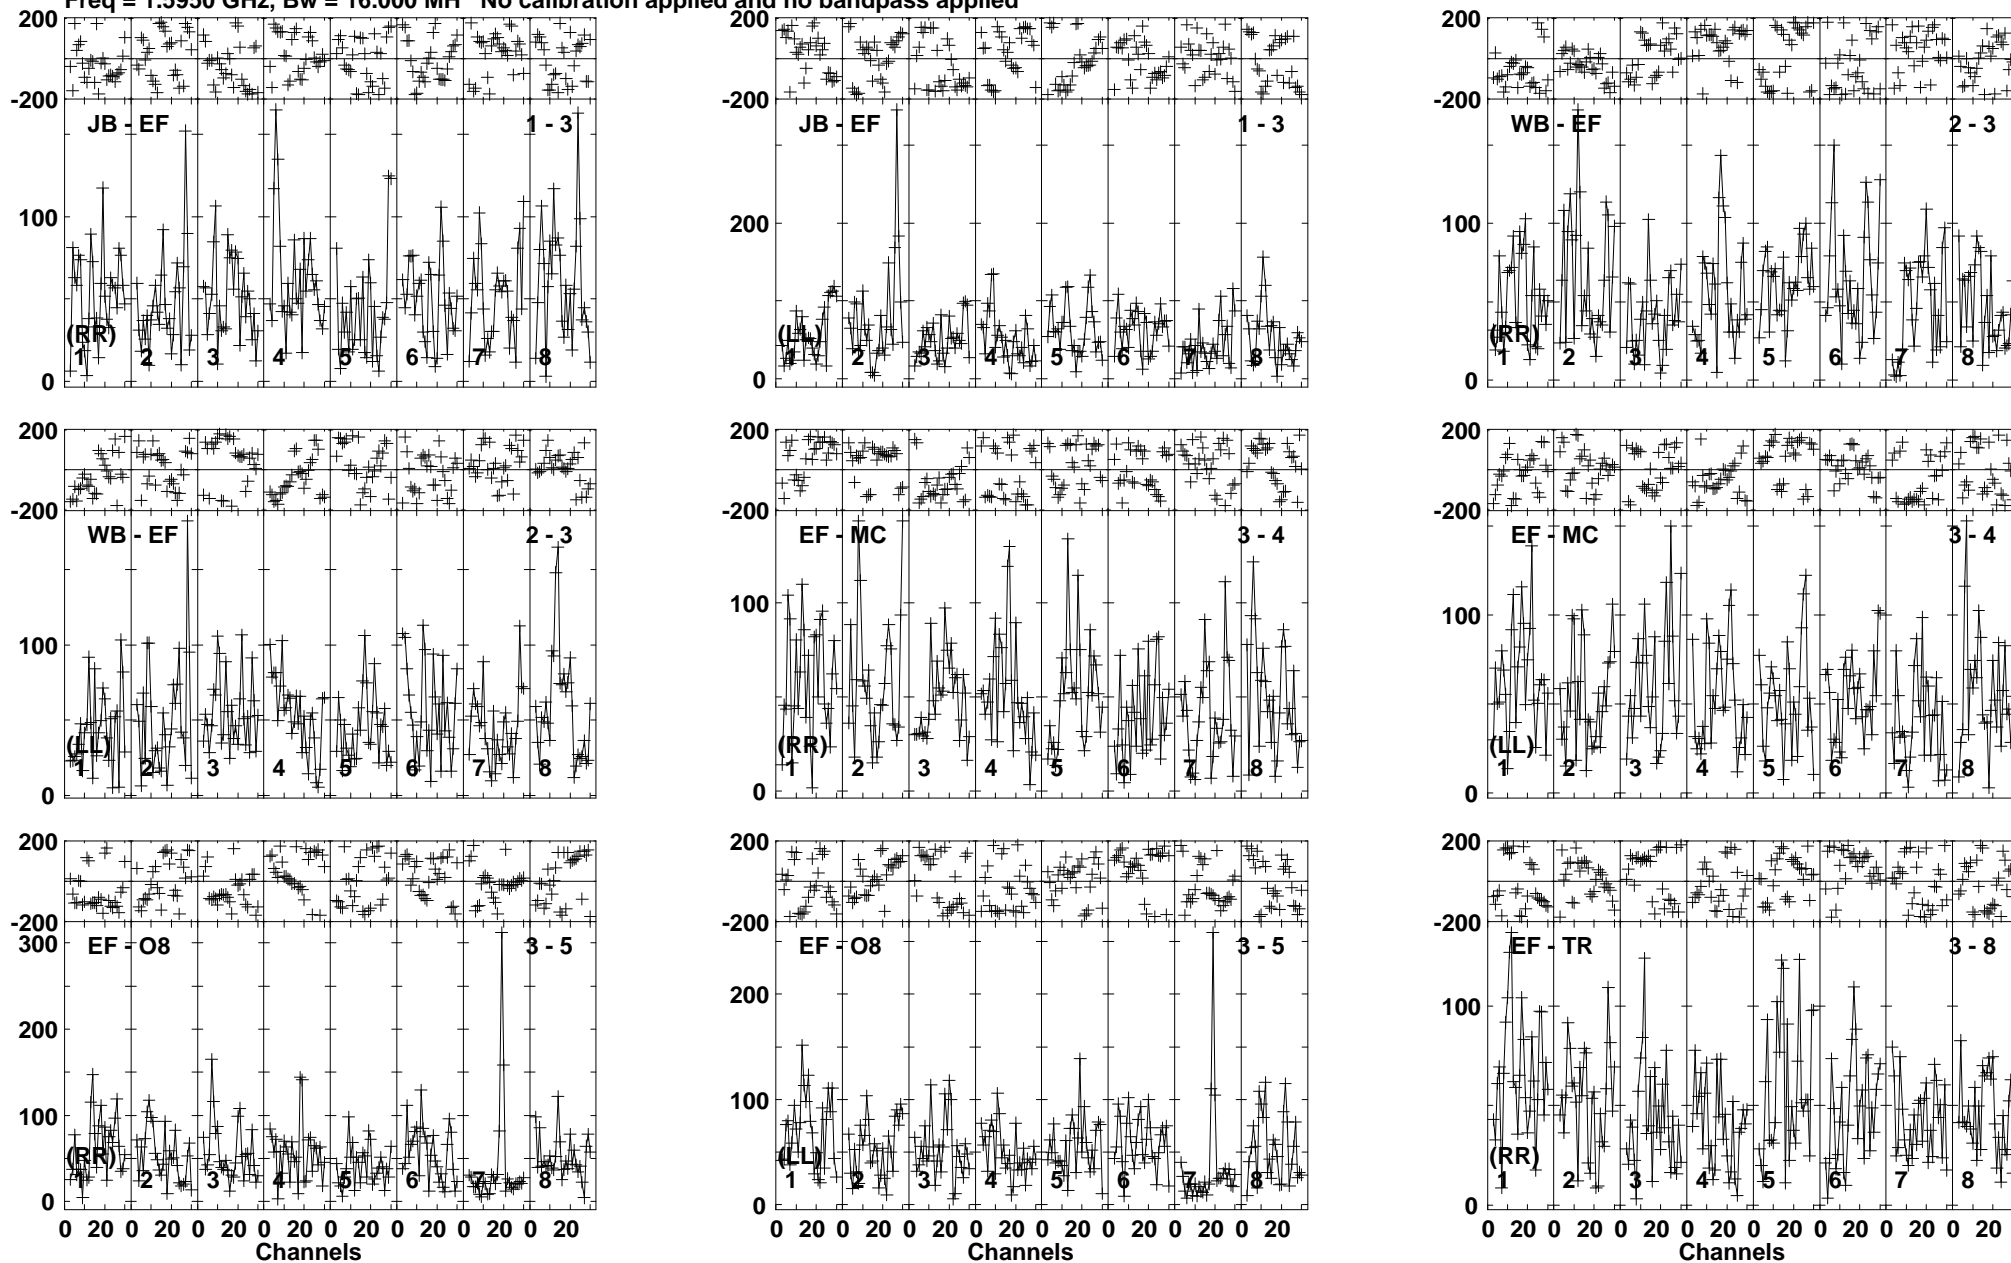 Freq = 1.5950 GHz, Bw = 16.000 MH No calibration applied and no bandpass applied
200 200 200
-200 -200 -200
JB - EF 1 - 3 JB - EF 1 - 3 WB - EF 2 - 3
100 200 100
(RR) (LL) (RR)
1 2 3 4 5 6 7 8 1 2 3 4 5 6 7 8 1 2 3 4 5 6 7 8
0 0 0
200 200 200
-200 -200 -200
WB - EF 2 - 3 EF - MC 3 - 4 EF - MC 3 - 4
100 100 100
(LL) (RR) (LL)
1 2 3 4 5 6 7 8 1 2 3 4 5 6 7 8 1 2 3 4 5 6 7 8
0 0 0
200 200 200
-200 -200 -200
300
EF - O8 3 - 5 EF - O8 3 - 5 EF - TR 3 - 8
200 200
100 100 100
(RR) (LL) (RR)
1 2 3 4 5 6 7 8 1 2 3 4 5 6 7 8 1 2 3 4 5 6 7 8
0 0 0
0 20 0 20 0 20 0 20 0 20 0 20 0 20 0 20 0 20 0 20 0 20 0 20 0 20 0 20 0 20 0 20 0 20 0 20 0 20 0 20 0 20 0 20 0 20 0 20
Channels Channels Channels